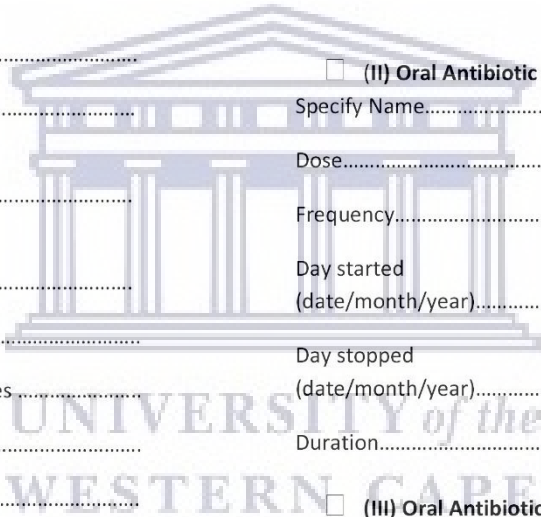 ☐ (II) Oral Antibiotic
Specify Name....................
Dose....................
Frequency....................
Day started
(date/month/year)............
Day stopped
(date/month/year)............
es ....................
Duration....................
UNIVERSITY of the
WESTERN CAPE
☐ (III) Oral Antibiotic